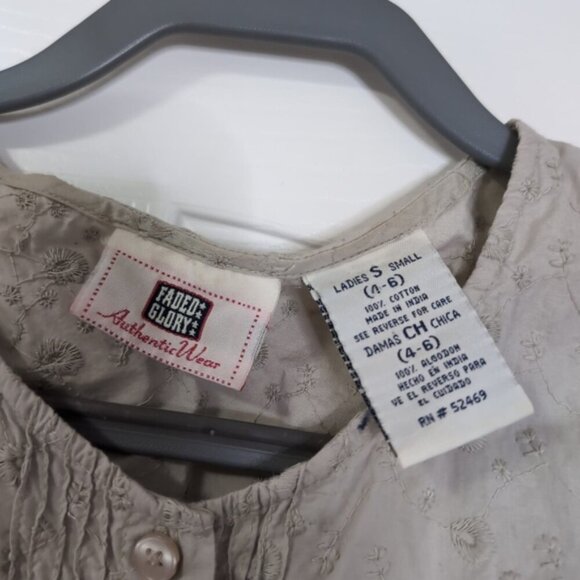 FADED
GLORY
Authentic Wear
LADIES S SMALL
(4-6)
100% COTTON
MADE IN INDIA
SEE REVERSE FOR CARE
DAMAS CH CHICA
(4-6)
100% ALGODON
HECHO EN INDIA
VE EL REVERSO PARA
EL CUIDADO
RN # 52469